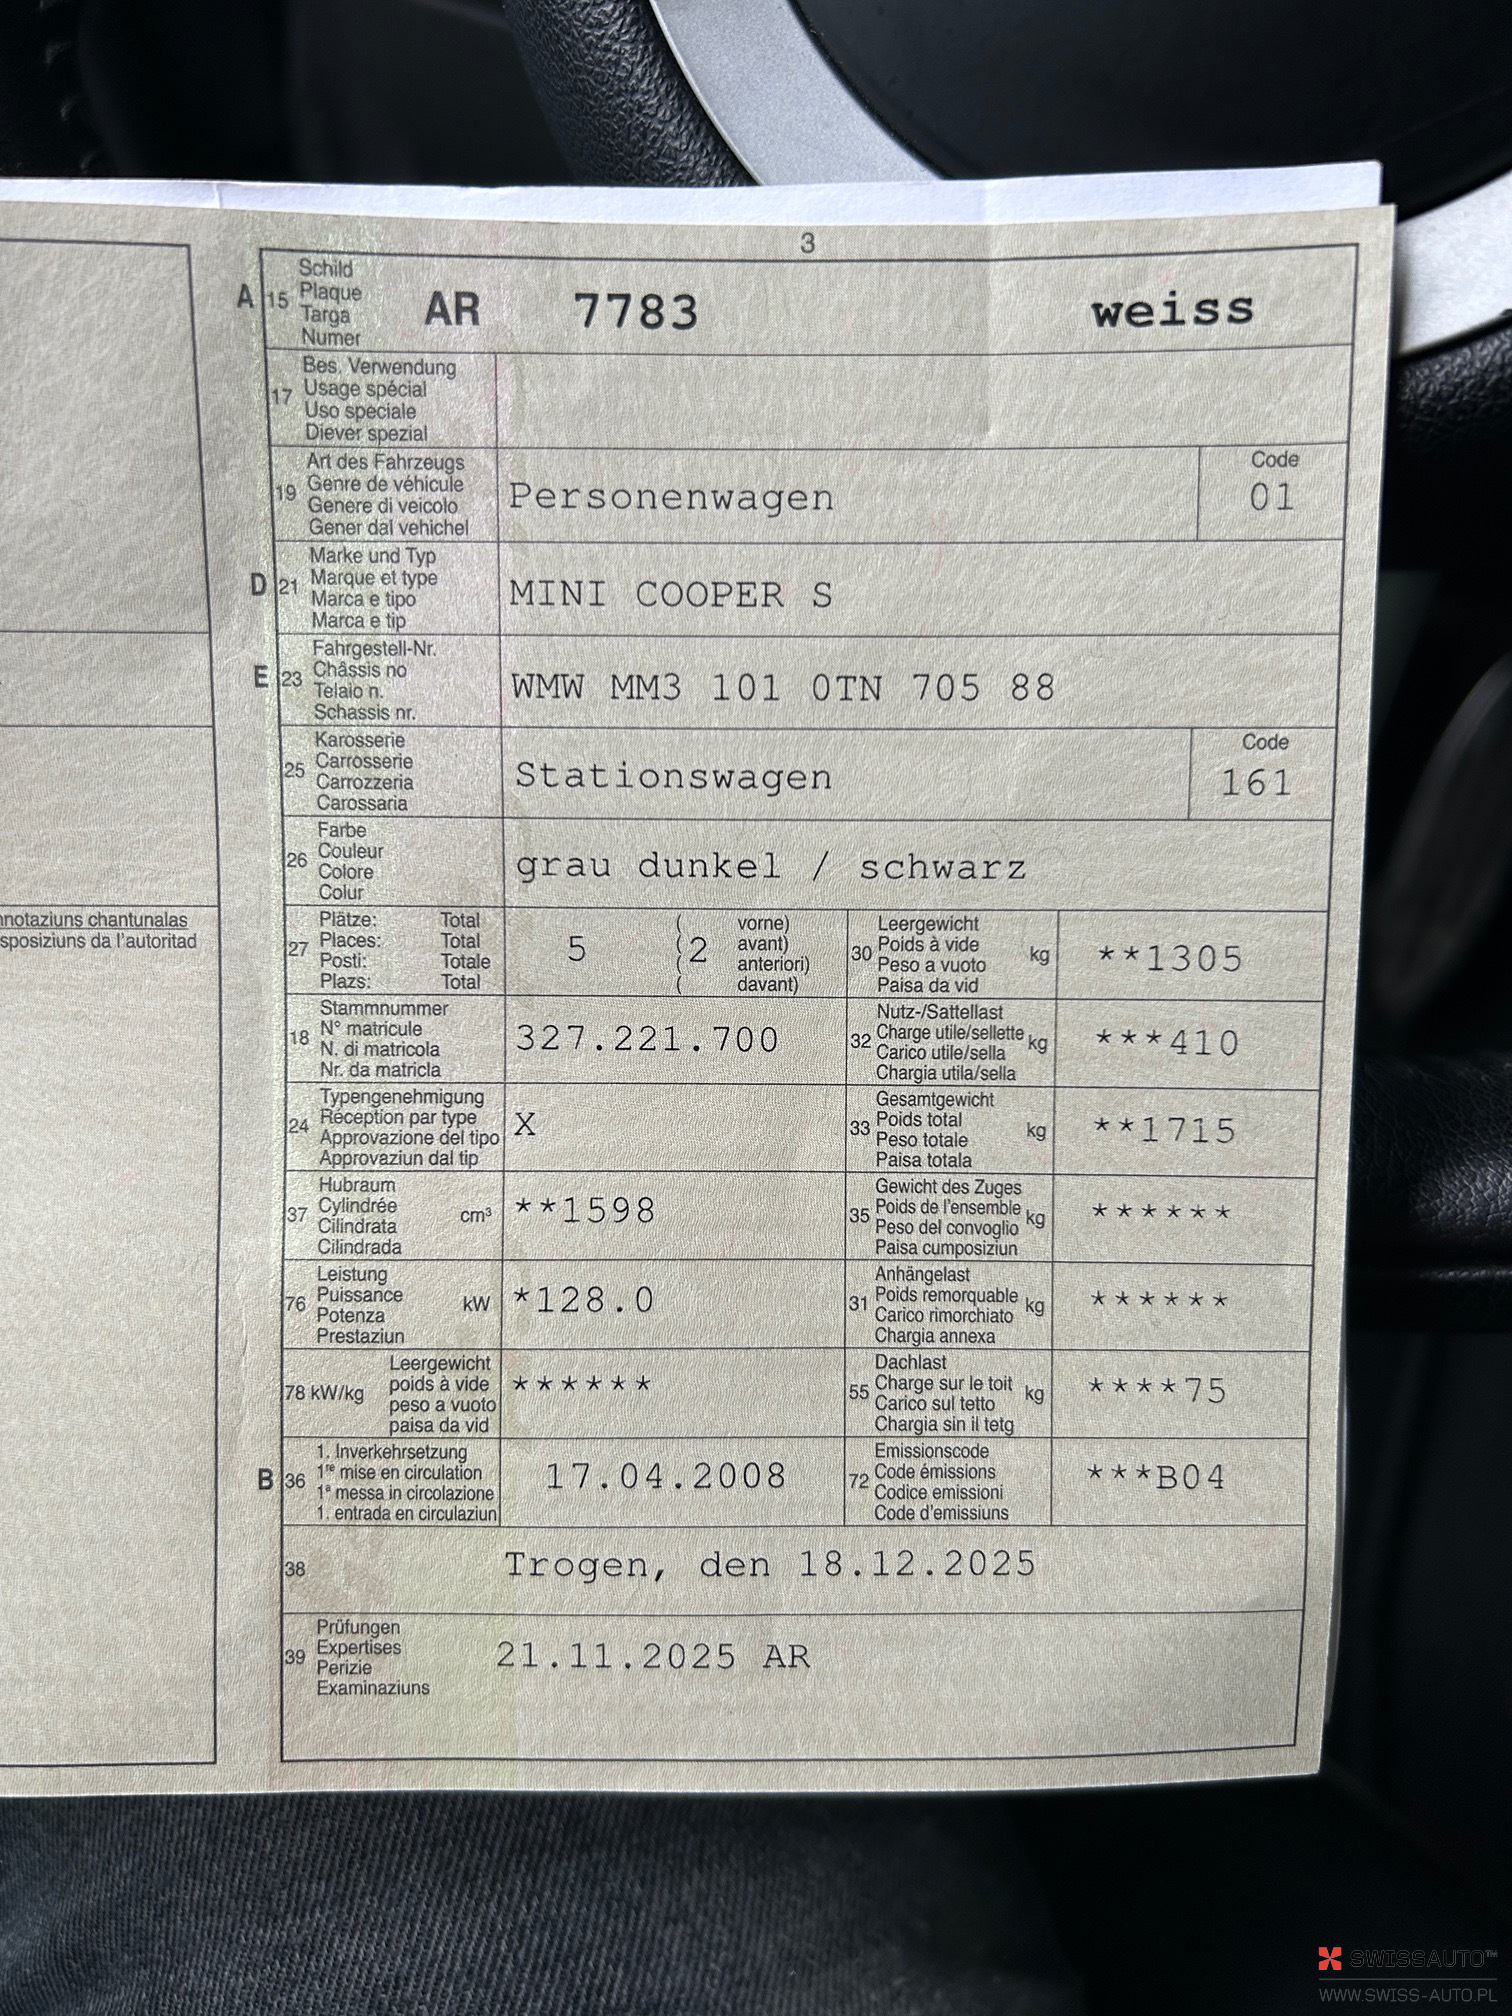 3
A 15 Schild
Plaque
Targa
Numer
AR 7783 weiss
17 Bes. Verwendung
Usage spécial
Uso speciale
Diever spezial
19 Art des Fahrzeugs
Genre de véhicule
Genere di veicolo
Gener dal vehichel
Personenwagen
Code
01
D 21 Marke und Typ
Marque et type
Marca e tipo
Marca e tip
MINI COOPER S
E 23 Fahrgestell-Nr.
Châssis no
Telaio n.
Schassis nr.
WMW MM3 101 0TN 705 88
25 Karosserie
Carrosserie
Carrozzeria
Carossaria
Stationswagen
Code
161
26 Farbe
Couleur
Colore
Colur
grau dunkel / schwarz
nnotaziuns chantunalas
sposiziuns da l'autoritad
27 Plätze: Total
Places: Total
Posti: Totale
Plazs: Total
5 ( 2 vorne)
( avant)
( anteriori)
( davant)
30 Leergewicht
Poids à vide
Peso a vuoto
Paisa da vid
kg **1305
18 Stammnummer
N° matricule
N. di matricola
Nr. da matricla
327.221.700
32 Nutz-/Sattellast
Charge utile/sellette
Carico utile/sella
Chargia utila/sella
kg ***410
24 Typengenehmigung
Réception par type
Approvazione del tipo
Approvaziun dal tip
X
33 Gesamtgewicht
Poids total
Peso totale
Paisa totala
kg **1715
37 Hubraum
Cylindrée
Cilindrata
Cilindrada
cm³ **1598
35 Gewicht des Zuges
Poids de l'ensemble
Peso del convoglio
Paisa cumposiziun
kg ******
76 Leistung
Puissance
Potenza
Prestaziun
kW *128.0
31 Anhängelast
Poids remorquable
Carico rimorchiato
Chargia annexa
kg ******
78 kW/kg Leergewicht
poids à vide
peso a vuoto
paisa da vid
******
55 Dachlast
Charge sur le toit
Carico sul tetto
Chargia sin il tetg
kg ****75
B 36 1. Inverkehrsetzung
1re mise en circulation
1a messa in circolazione
1. entrada en circulaziun
17.04.2008
72 Emissionscode
Code émissions
Codice emissioni
Code d'emissiuns
***B04
38 Trogen, den 18.12.2025
39 Prüfungen
Expertises
Perizie
Examinaziuns
21.11.2025 AR
SWISSAUTO™
WWW.SWISS-AUTO.PL